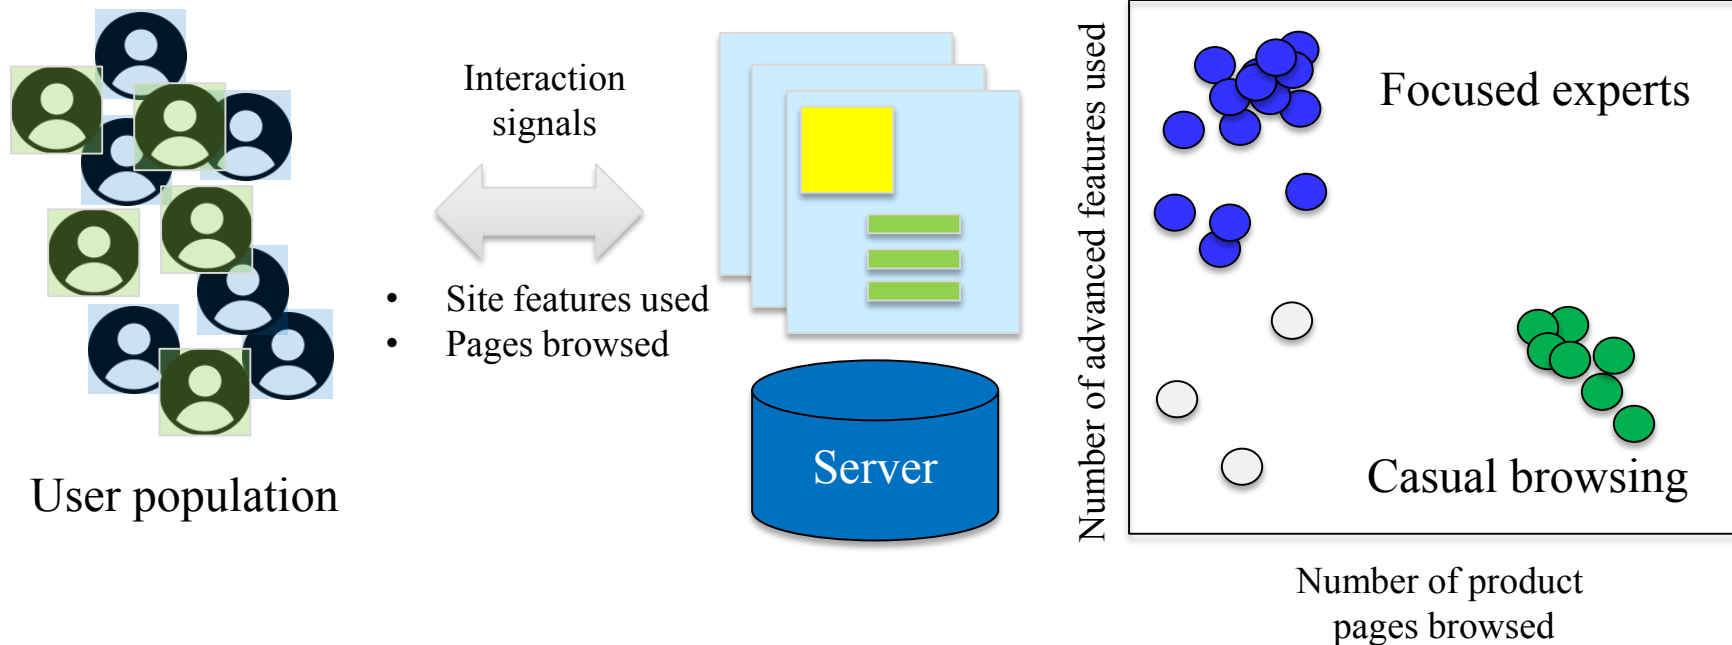 User population
Interaction
signals
• Site features used
• Pages browsed
Server
Number of advanced features used
Focused experts
Casual browsing
Number of product
pages browsed